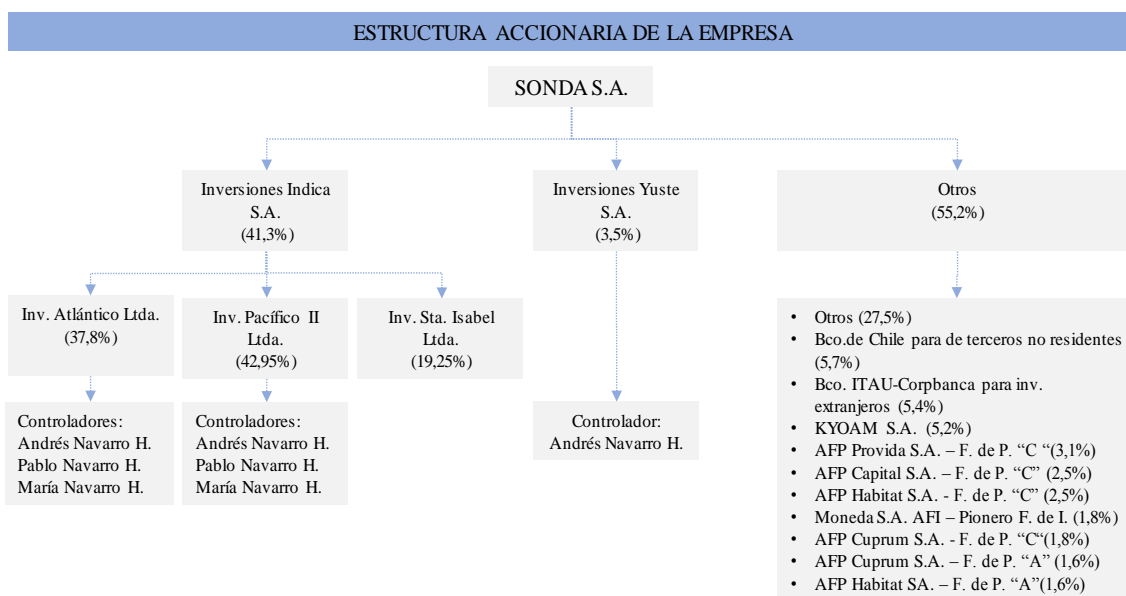 ESTRUCTURA ACCIONARIA DE LA EMPRESA
SONDA S.A.
Inversiones Indica
S.A.
(41,3%)
Inversiones Yuste
S.A.
(3,5%)
Otros
(55,2%)
Inv. Atlántico Ltda.
(37,8%)
Inv. Pacífico II
Ltda.
(42,95%)
Inv. Sta. Isabel
Ltda.
(19,25%)
Controladores:
Andrés Navarro H.
Pablo Navarro H.
María Navarro H.
Controladores:
Andrés Navarro H.
Pablo Navarro H.
María Navarro H.
Controlador:
Andrés Navarro H.
• Otros (27,5%)
• Bco.de Chile para de terceros no residentes
(5,7%)
• Bco. ITAU-Corpbanca para inv.
extranjeros (5,4%)
• KYOAM S.A. (5,2%)
• AFP Provida S.A. – F. de P. “C “(3,1%)
• AFP Capital S.A. – F. de P. “C” (2,5%)
• AFP Habitat S.A. - F. de P. “C” (2,5%)
• Moneda S.A. AFI – Pionero F. de I. (1,8%)
• AFP Cuprum S.A. - F. de P. “C“(1,8%)
• AFP Cuprum S.A. – F. de P. “A” (1,6%)
• AFP Habitat SA. – F. de P. “A”(1,6%)